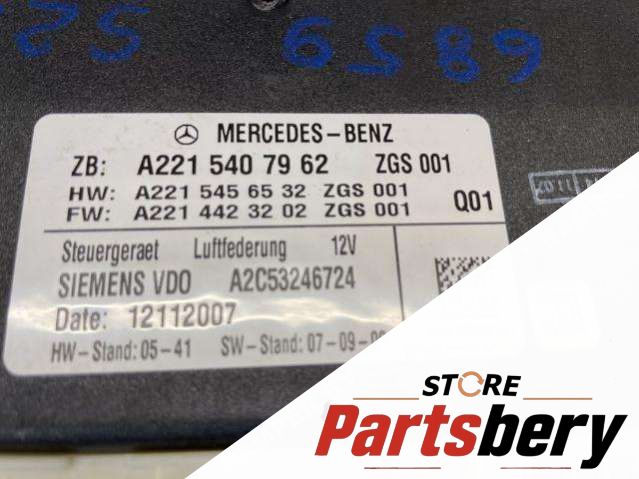 6859
MERCEDES-BENZ
ZB: A221 540 79 62 ZGS 001
HW: A221 545 65 32 ZGS 001
FW: A221 442 32 02 ZGS 001 Q01
Steuergeraet Luftfederung 12V
SIEMENS VDO A2C53246724
Date: 12112007
HW-Stand: 05-41 SW-Stand: 07-09-
STORE
Partsbery